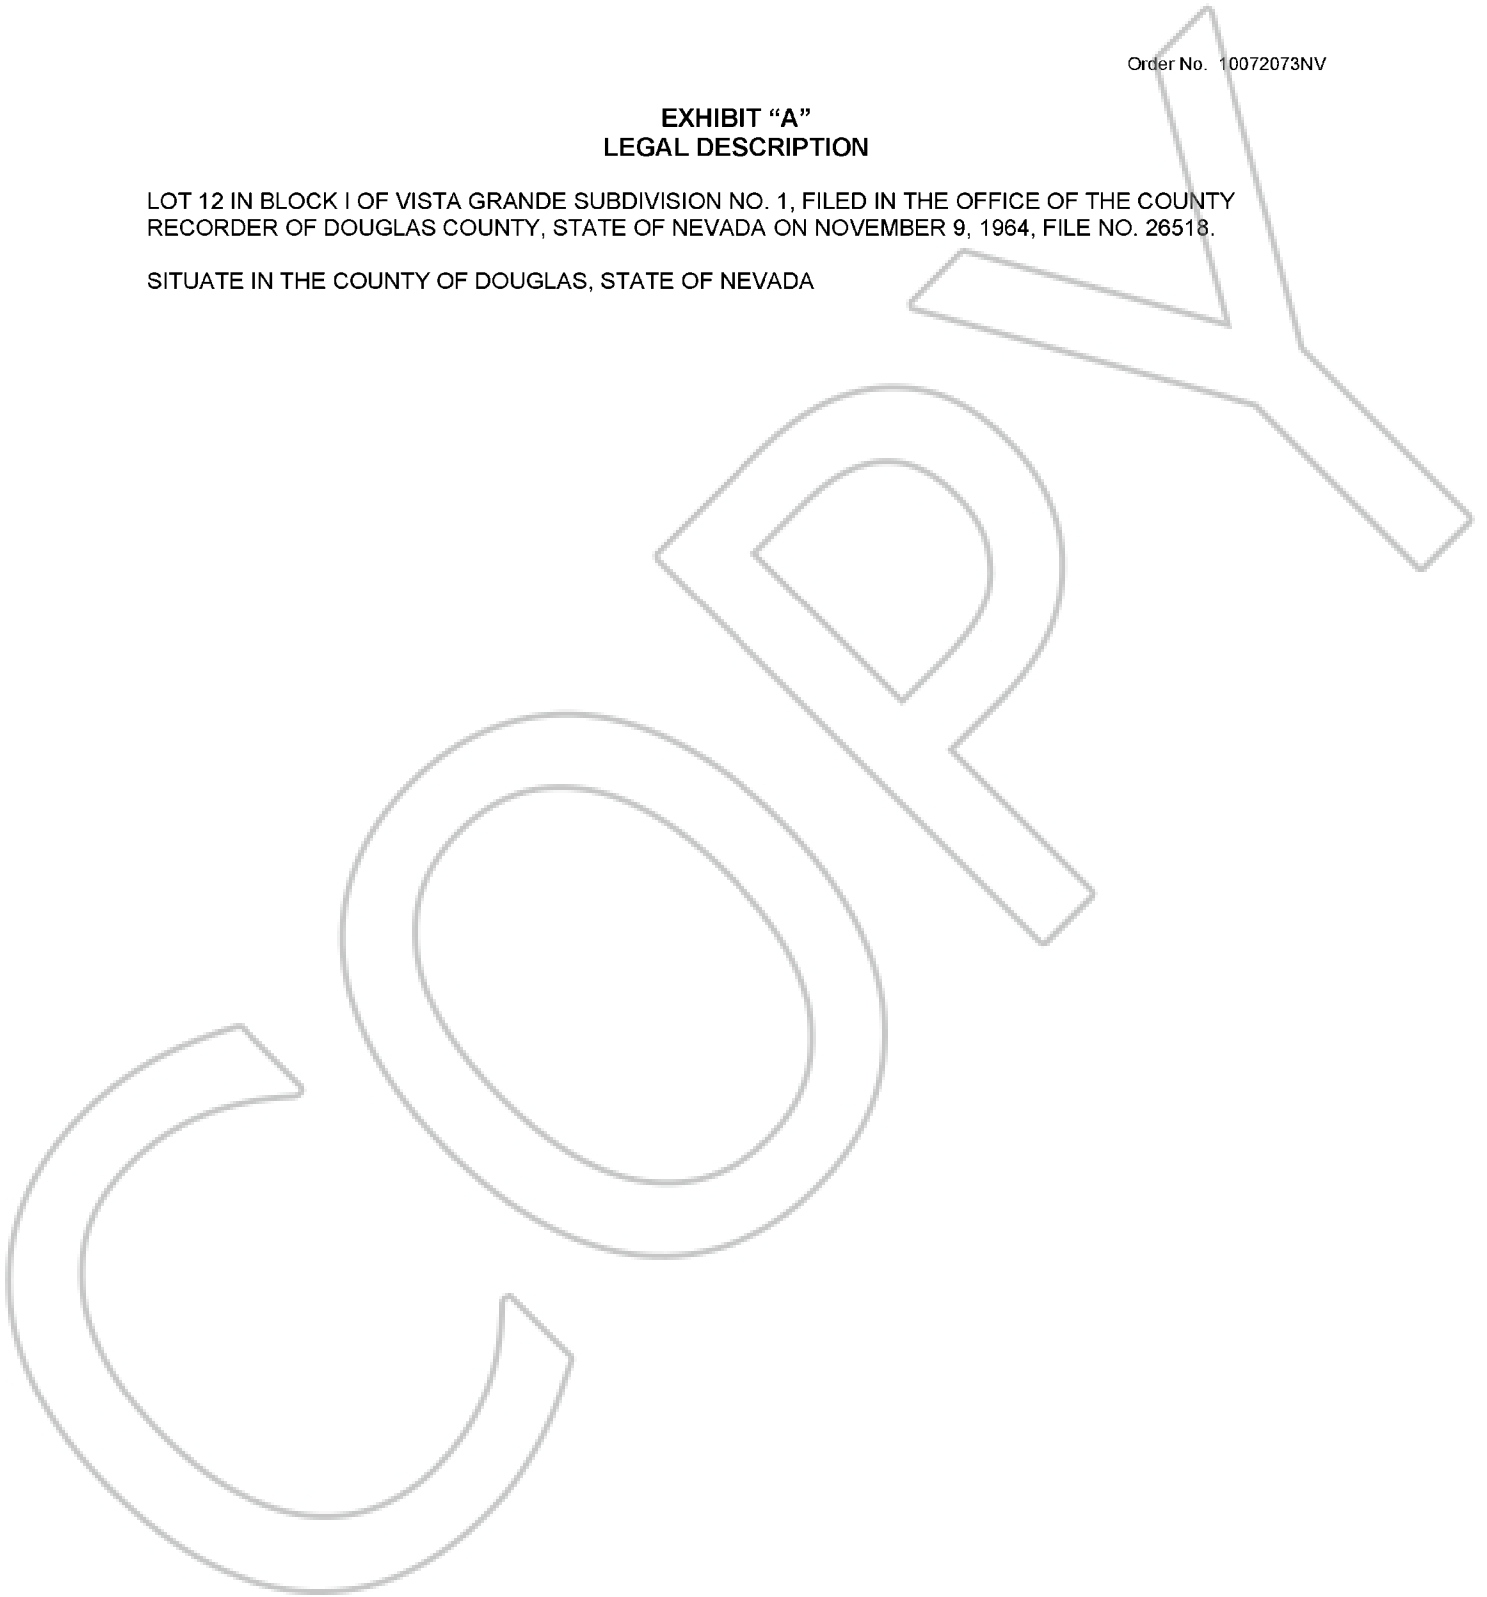 Order No. 10072073NV
EXHIBIT “A”
LEGAL DESCRIPTION
LOT 12 IN BLOCK I OF VISTA GRANDE SUBDIVISION NO. 1, FILED IN THE OFFICE OF THE COUNTY
RECORDER OF DOUGLAS COUNTY, STATE OF NEVADA ON NOVEMBER 9, 1964, FILE NO. 26518.
SITUATE IN THE COUNTY OF DOUGLAS, STATE OF NEVADA
COPY